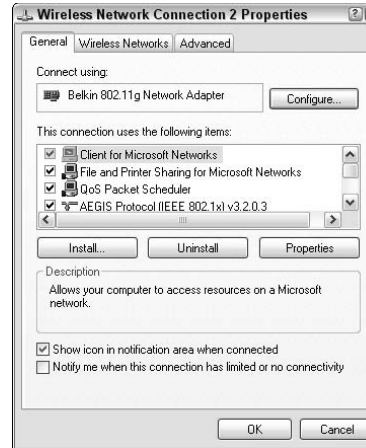 Wireless Network Connection 2 Properties
General Wireless Networks Advanced
Connect using:
Belkin 802.11g Network Adapter Configure...
This connection uses the following items:
Client for Microsoft Networks
File and Printer Sharing for Microsoft Networks
QoS Packet Scheduler
AEGIS Protocol (IEEE 802.1x) v3.2.0.3
Install... Uninstall Properties
Description
Allows your computer to access resources on a Microsoft
network.
Show icon in notification area when connected
Notify me when this connection has limited or no connectivity
OK Cancel